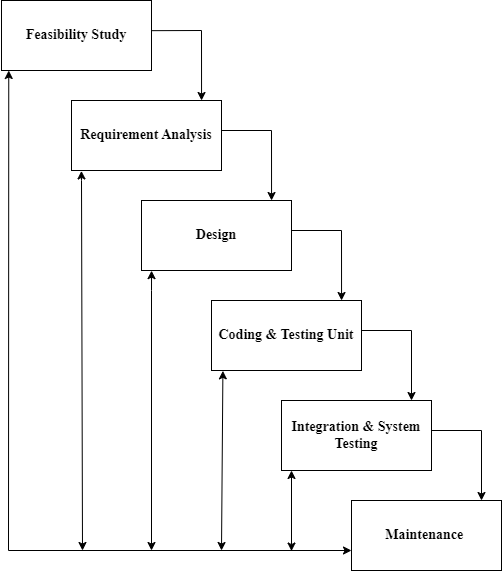 Feasibility Study
Requirement Analysis
Design
Coding & Testing Unit
Integration & System
Testing
Maintenance